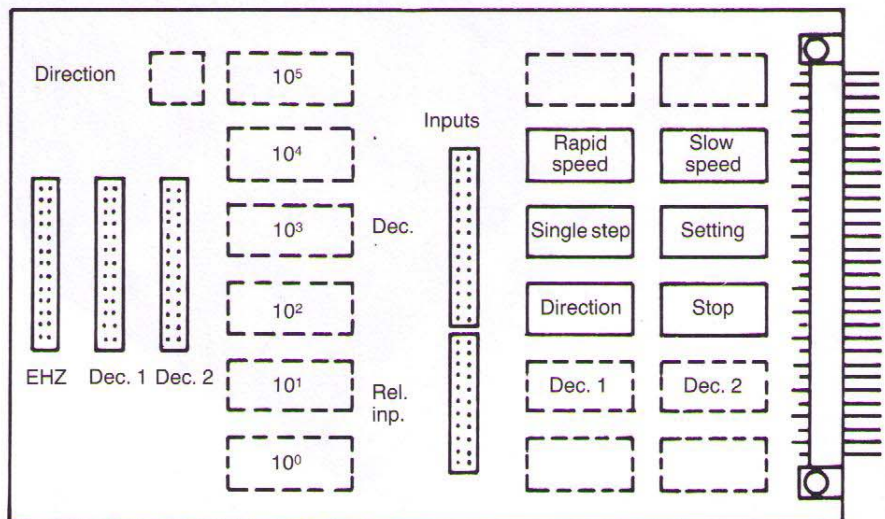 Direction
10⁵
Inputs
10⁴
Rapid
speed
Slow
speed
10³
Dec.
Single step
Setting
10²
Direction
Stop
EHZ
Dec. 1
Dec. 2
10¹
Rel.
inp.
Dec. 1
Dec. 2
10⁰